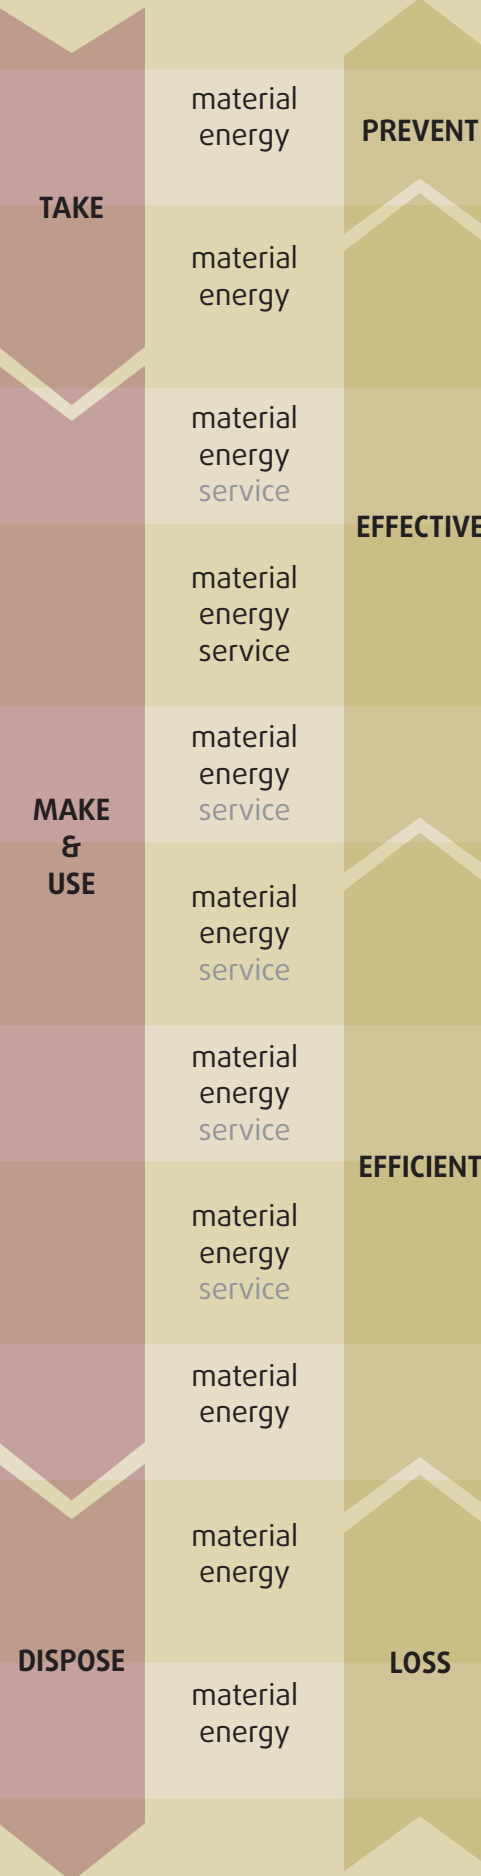 material
energy
PREVENT
TAKE
material
energy
material
energy
service
EFFECTIVE
material
energy
service
material
energy
service
MAKE
&
USE
material
energy
service
material
energy
service
EFFICIENT
material
energy
service
material
energy
material
energy
DISPOSE
LOSS
material
energy